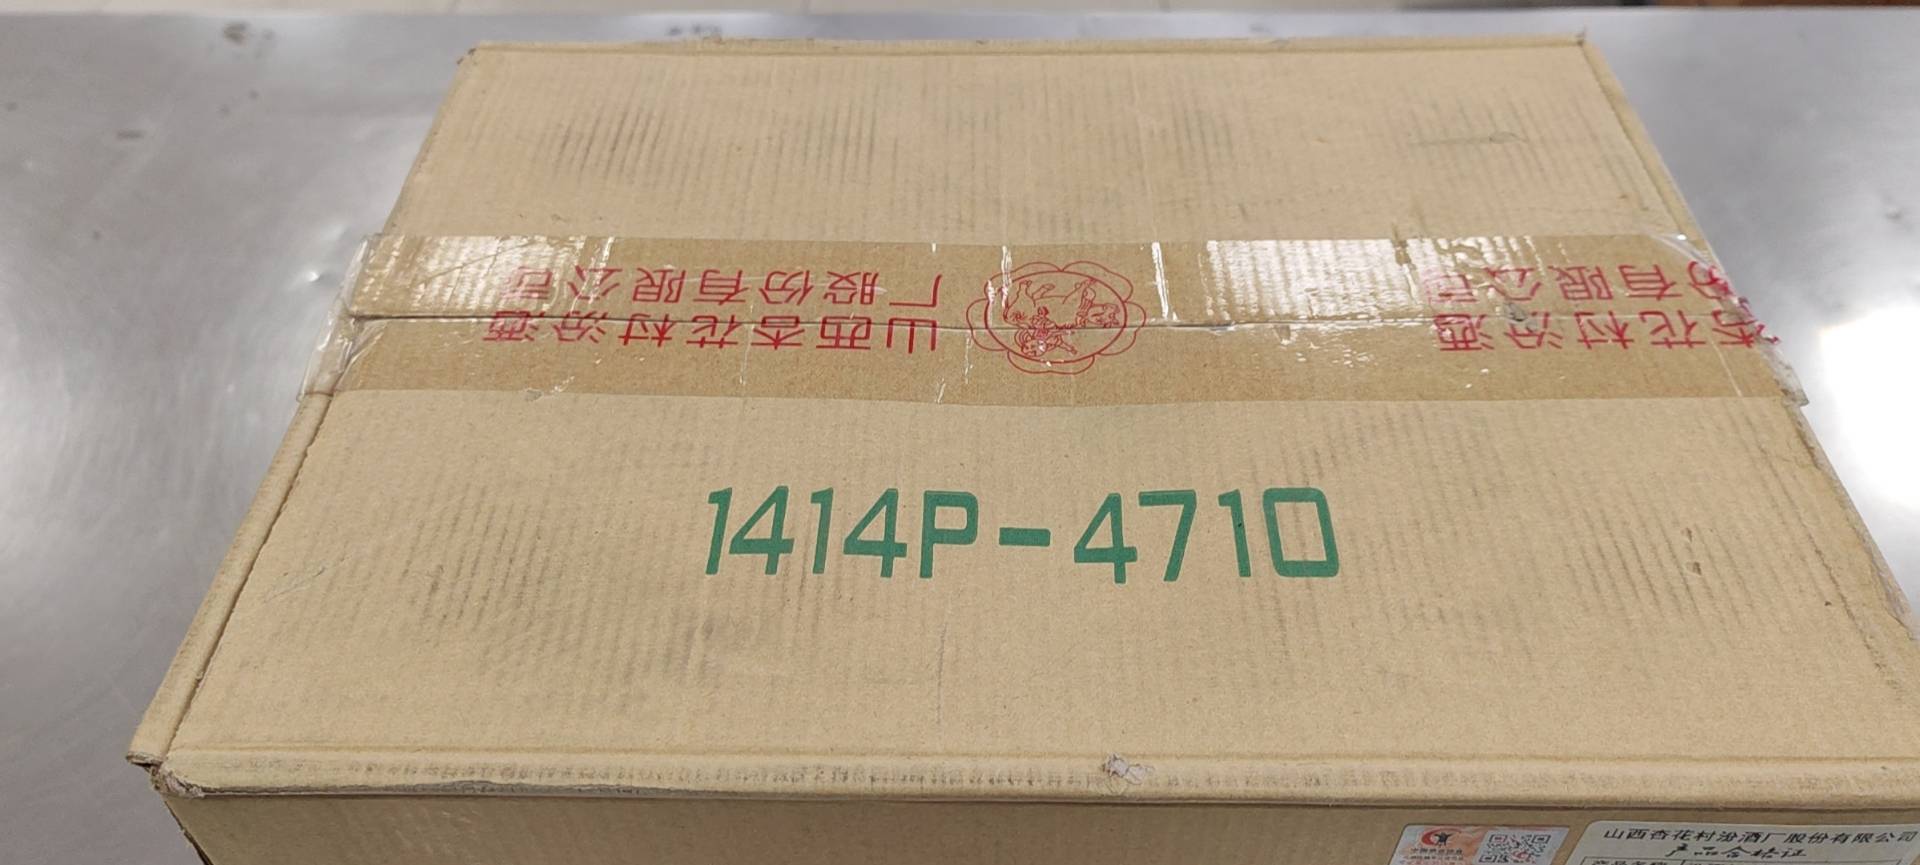 山西杏花村汾酒
厂股份有限公司
杏花村汾酒
份有限公司
1414P-4710
山西杏花村汾酒厂股份有限公司
产品合格证